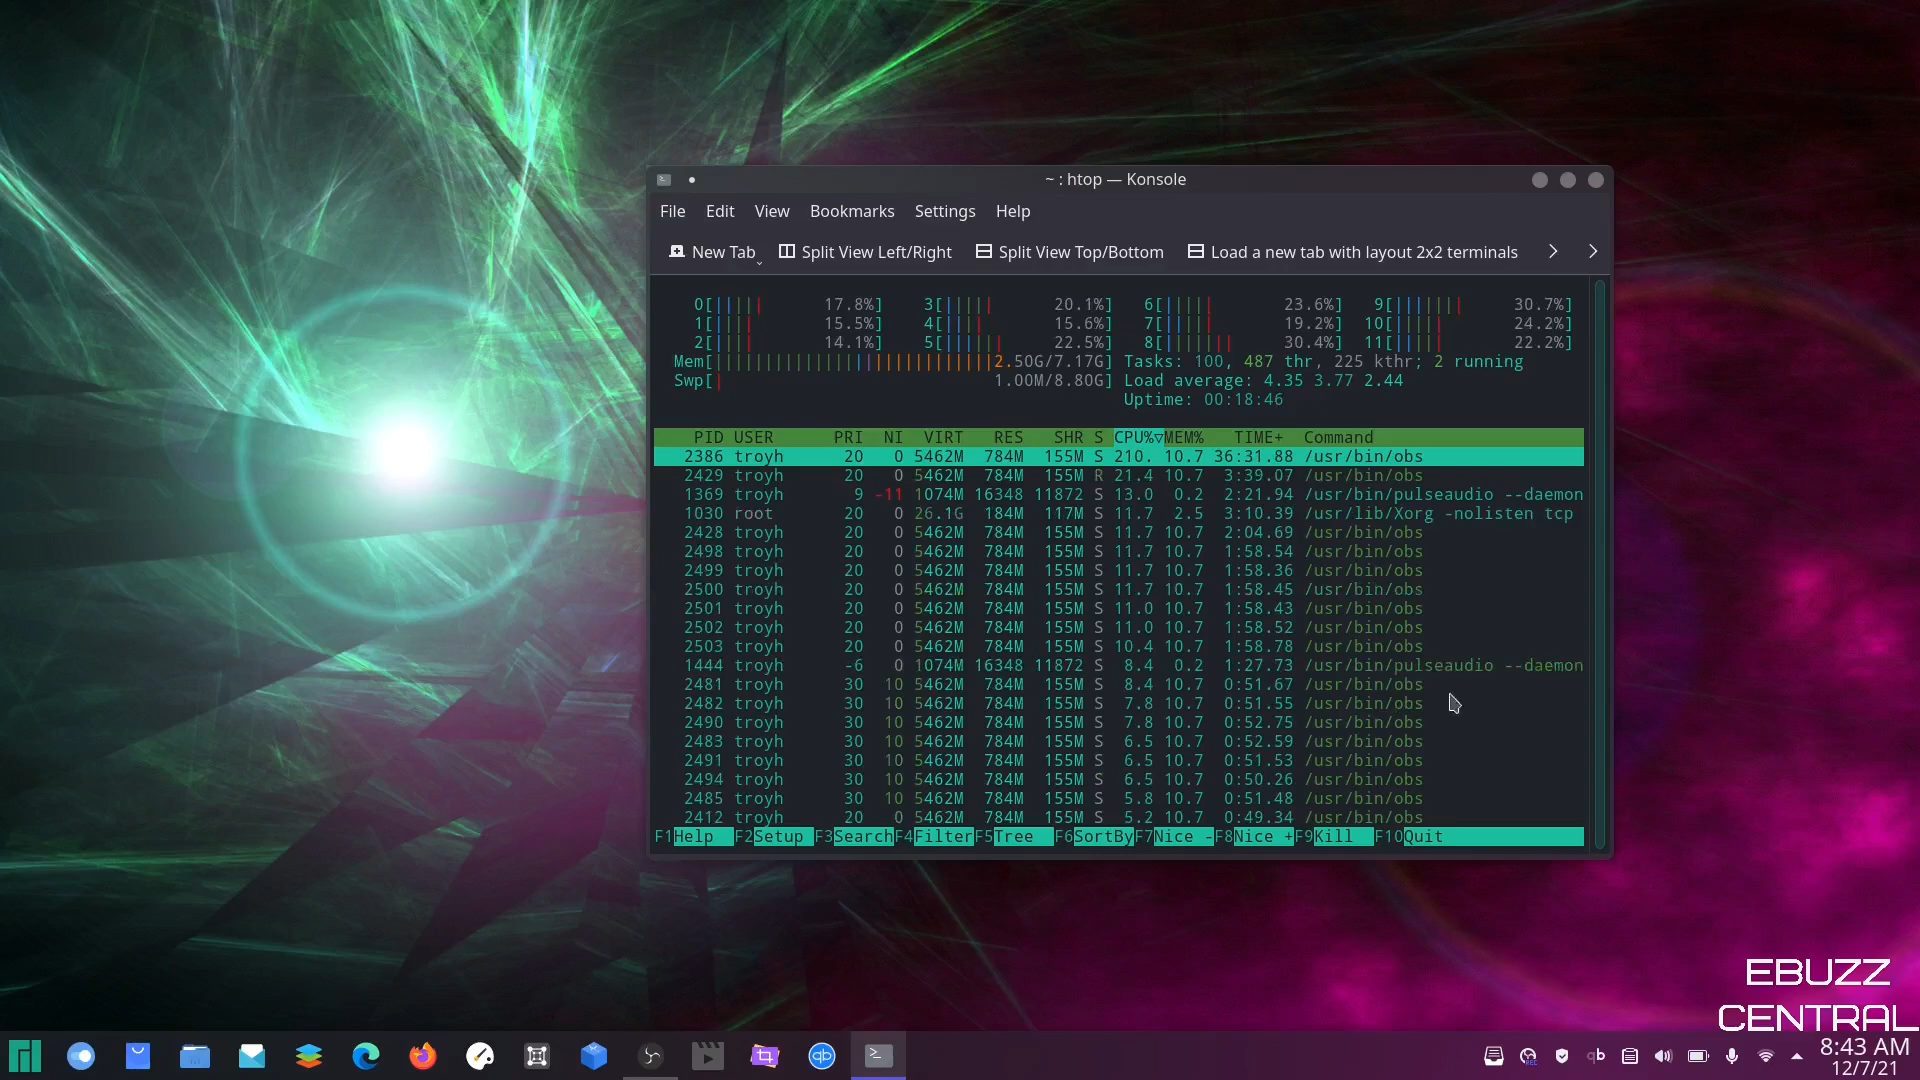 ~ : htop — Konsole
File Edit View Bookmarks Settings Help
New Tab Split View Left/Right Split View Top/Bottom Load a new tab with layout 2x2 terminals
0[||||| 17.8%] 3[||||| 20.1%] 6[||||| 23.6%] 9[||||||| 30.7%]
1[|||| 15.5%] 4[|||| 15.6%] 7[||||| 19.2%] 10[||||| 24.2%]
2[|||| 14.1%] 5[|||||| 22.5%] 8[||||||| 30.4%] 11[||||| 22.2%]
Mem[||||||||||||||||||||||||||||2.50G/7.17G] Tasks: 100, 487 thr, 225 kthr; 2 running
Swp[| 1.00M/8.80G] Load average: 4.35 3.77 2.44
Uptime: 00:18:46
PID USER PRI NI VIRT RES SHR S CPU%▽MEM% TIME+ Command
2386 troyh 20 0 5462M 784M 155M S 210. 10.7 36:31.88 /usr/bin/obs
2429 troyh 20 0 5462M 784M 155M R 21.4 10.7 3:39.07 /usr/bin/obs
1369 troyh 9 -11 1074M 16348 11872 S 13.0 0.2 2:21.94 /usr/bin/pulseaudio --daemon
1030 root 20 0 26.1G 184M 117M S 11.7 2.5 3:10.39 /usr/lib/Xorg -nolisten tcp
2428 troyh 20 0 5462M 784M 155M S 11.7 10.7 2:04.69 /usr/bin/obs
2498 troyh 20 0 5462M 784M 155M S 11.7 10.7 1:58.54 /usr/bin/obs
2499 troyh 20 0 5462M 784M 155M S 11.7 10.7 1:58.36 /usr/bin/obs
2500 troyh 20 0 5462M 784M 155M S 11.7 10.7 1:58.45 /usr/bin/obs
2501 troyh 20 0 5462M 784M 155M S 11.0 10.7 1:58.43 /usr/bin/obs
2502 troyh 20 0 5462M 784M 155M S 11.0 10.7 1:58.52 /usr/bin/obs
2503 troyh 20 0 5462M 784M 155M S 10.4 10.7 1:58.78 /usr/bin/obs
1444 troyh -6 0 1074M 16348 11872 S 8.4 0.2 1:27.73 /usr/bin/pulseaudio --daemon
2481 troyh 30 10 5462M 784M 155M S 8.4 10.7 0:51.67 /usr/bin/obs
2482 troyh 30 10 5462M 784M 155M S 7.8 10.7 0:51.55 /usr/bin/obs
2490 troyh 30 10 5462M 784M 155M S 7.8 10.7 0:52.75 /usr/bin/obs
2483 troyh 30 10 5462M 784M 155M S 6.5 10.7 0:52.59 /usr/bin/obs
2491 troyh 30 10 5462M 784M 155M S 6.5 10.7 0:51.53 /usr/bin/obs
2494 troyh 30 10 5462M 784M 155M S 6.5 10.7 0:50.26 /usr/bin/obs
2485 troyh 30 10 5462M 784M 155M S 5.8 10.7 0:51.48 /usr/bin/obs
2412 troyh 20 0 5462M 784M 155M S 5.2 10.7 0:49.34 /usr/bin/obs
F1Help F2Setup F3SearchF4FilterF5Tree F6SortByF7Nice -F8Nice +F9Kill F10Quit
EBUZZ
CENTRAL
qb qb 8:43 AM
12/7/21